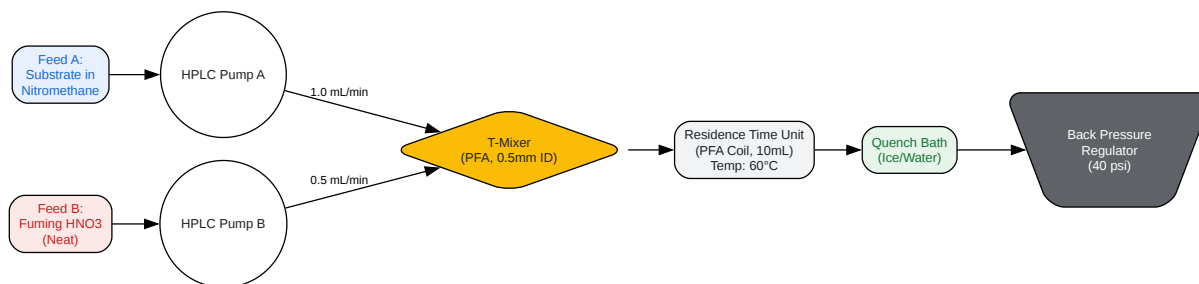 Feed A:
Substrate in
Nitromethane
HPLC Pump A
1.0 mL/min
Feed B:
Fuming HNO3
(Neat)
HPLC Pump B
0.5 mL/min
T-Mixer
(PFA, 0.5mm ID)
Residence Time Unit
(PFA Coil, 10mL)
Temp: 60°C
Quench Bath
(Ice/Water)
Back Pressure
Regulator
(40 psi)